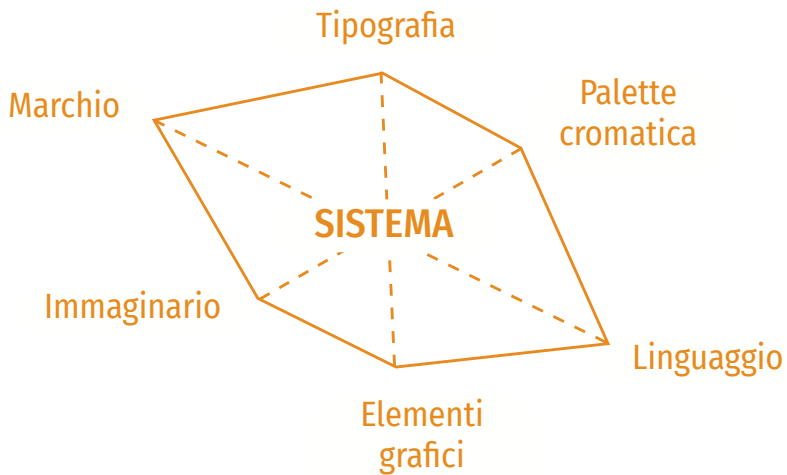 Tipografia
Marchio
Palette
cromatica
SISTEMA
Immaginario
Linguaggio
Elementi
grafici